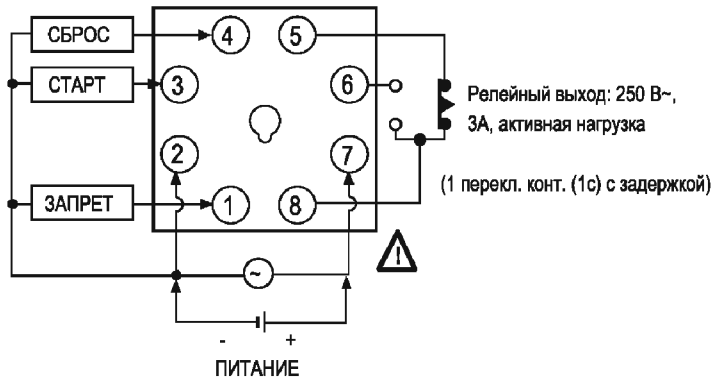 СБРОС
4
5
СТАРТ
3
6
Релейный выход: 250 В~,
3А, активная нагрузка
2
7
(1 перекл. конт. (1с) с задержкой)
ЗАПРЕТ
1
8
!
~
- +
ПИТАНИЕ